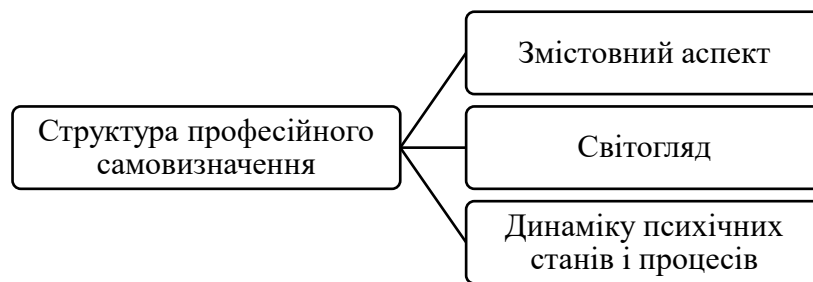 Структура професійного
самовизначення
Змістовний аспект
Світогляд
Динаміку психічних
станів і процесів